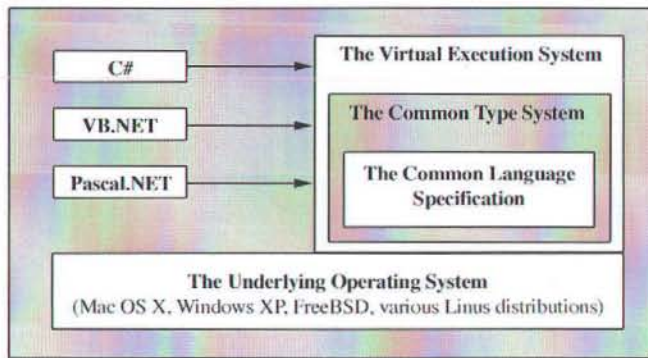 C#
VB.NET
Pascal.NET
The Virtual Execution System
The Common Type System
The Common Language
Specification
The Underlying Operating System
(Mac OS X, Windows XP, FreeBSD, various Linus distributions)